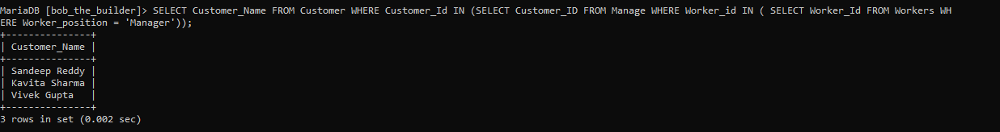 MariaDB [bob_the_builder]> SELECT Customer_Name FROM Customer WHERE Customer_Id IN (SELECT Customer_ID FROM Manage WHERE Worker_id IN ( SELECT Worker_Id FROM Workers WH
ERE Worker_position = 'Manager'));
+---------------+
| Customer_Name |
+---------------+
| Sandeep Reddy |
| Kavita Sharma |
| Vivek Gupta   |
+---------------+
3 rows in set (0.002 sec)